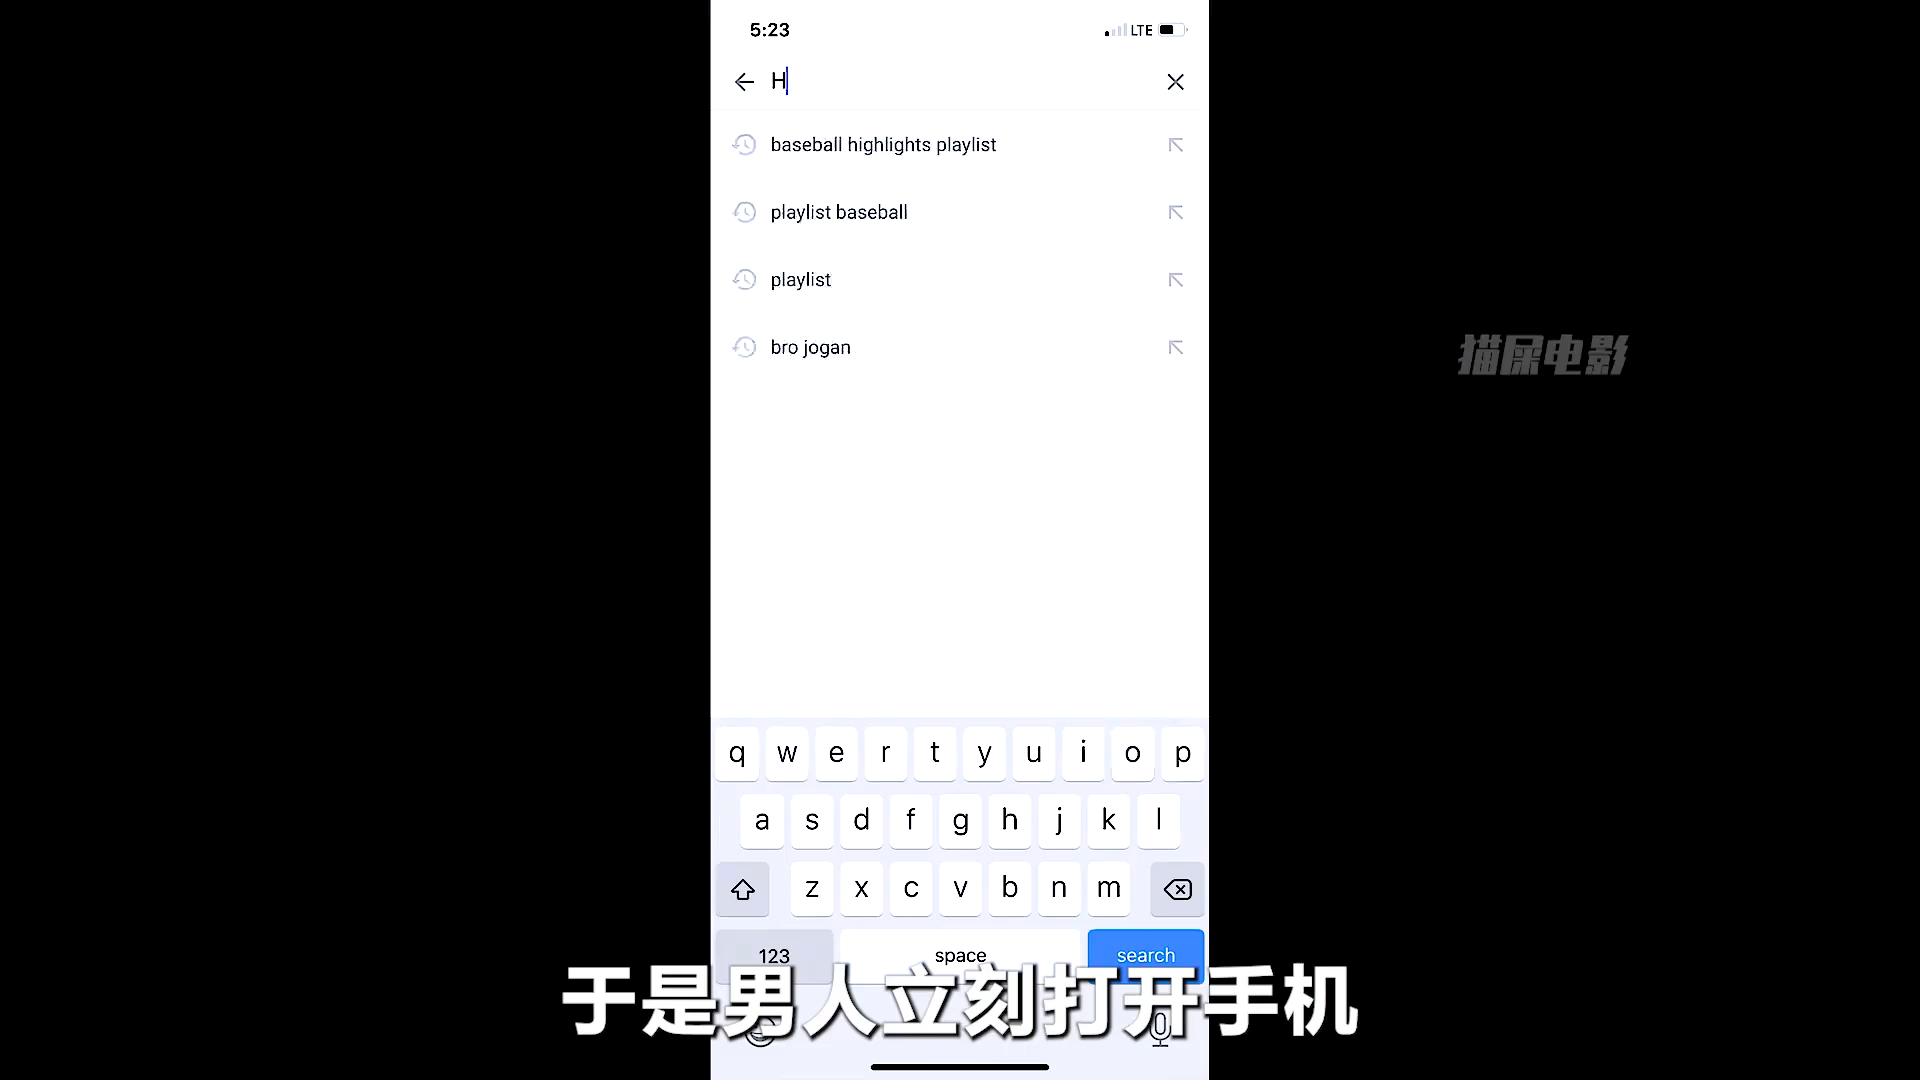 5:23
LTE
H
baseball highlights playlist
playlist baseball
playlist
bro jogan
猫屎电影
q w e r t y u i o p
a s d f g h j k l
z x c v b n m
123 space search
于是男人立刻打开手机